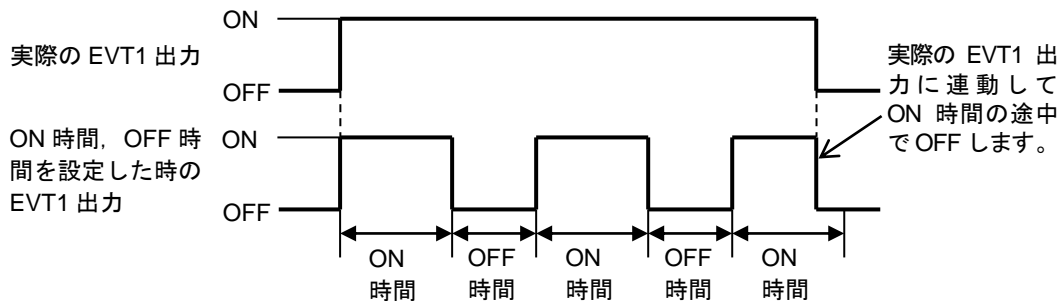 ON
実際の EVT1 出力
OFF
実際の EVT1 出
力に連動して
ON 時間の途中
で OFF します。
ON 時間，OFF 時
間を設定した時の
EVT1 出力
ON
OFF
ON
時間
OFF
時間
ON
時間
OFF
時間
ON
時間